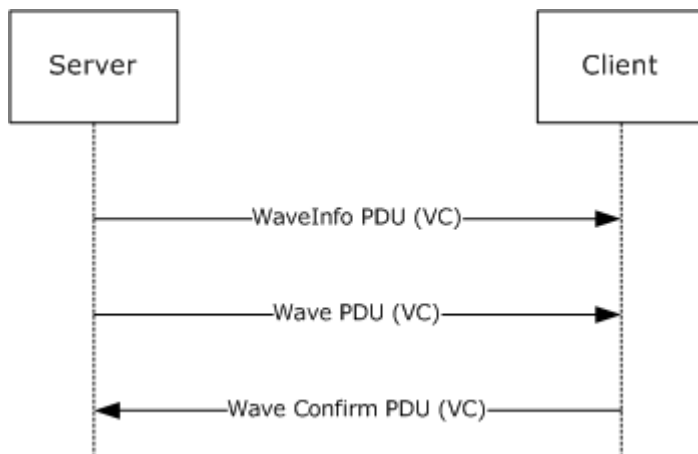 Server
Client
WaveInfo PDU (VC)
Wave PDU (VC)
Wave Confirm PDU (VC)